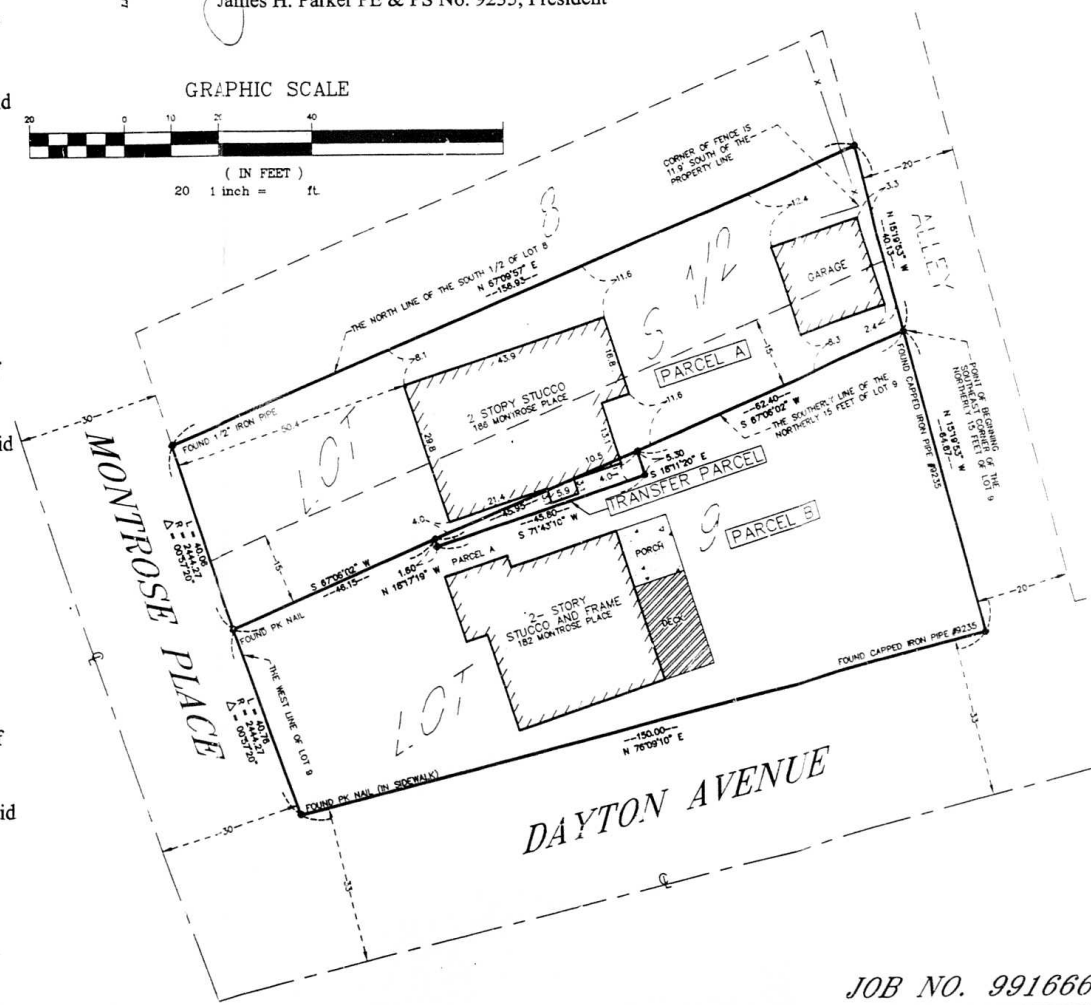 James H. Parker PE & PS No. 9235, President
GRAPHIC SCALE
20 0 10 20 40
( IN FEET )
20 1 inch = ft.
CORNER OF FENCE IS
11.9' SOUTH OF THE
PROPERTY LINE
X
X
--20--
3.3
12.4
ALLEY
N 15°19'53" W
--40.13--
8
THE NORTH LINE OF THE SOUTH 1/2 OF LOT 8
N 67°09'57" E
--156.93--
11.6
S 1/2
GARAGE
2.4
6.3
8.1
43.9
16.8
2 STORY STUCCO
186 MONTROSE PLACE
PARCEL A
--15--
11.6
--62.40--
S 67°06'02" W
THE SOUTHERLY LINE OF THE
NORTHERLY 15 FEET OF LOT 9
FOUND CAPPED IRON PIPE #9235
POINT OF BEGINNING
SOUTHEAST CORNER OF THE
NORTHERLY 15 FEET OF LOT 9
N 15°19'53" W
--64.87--
--30--
FOUND 1/2" IRON PIPE
--50.4--
LOT
29.8
13.1
10.5
21.4
4.0
4.0
5.9
5.30
S 18°11'20" E
TRANSFER PARCEL
--45.95--
--45.80--
S 71°43'10" W
9
PARCEL B
MONTROSE PLACE
L = 40.06
R = 2444.27
--15--
S 67°06'02" W
--46.15--
1.60
N 18°17'19" W
PARCEL A
PORCH
DECK
2- STORY
STUCCO AND FRAME
182 MONTROSE PLACE
FOUND PK NAIL
THE WEST LINE OF LOT 9
L = 40.76
R = 2444.27
Δ = 00°57'20"
LOT
FOUND CAPPED IRON PIPE #9235
--20--
--150.00--
N 76°09'10" E
FOUND PK NAIL (IN SIDEWALK)
--30--
--33--
--33--
DAYTON AVENUE
JOB NO. 991666